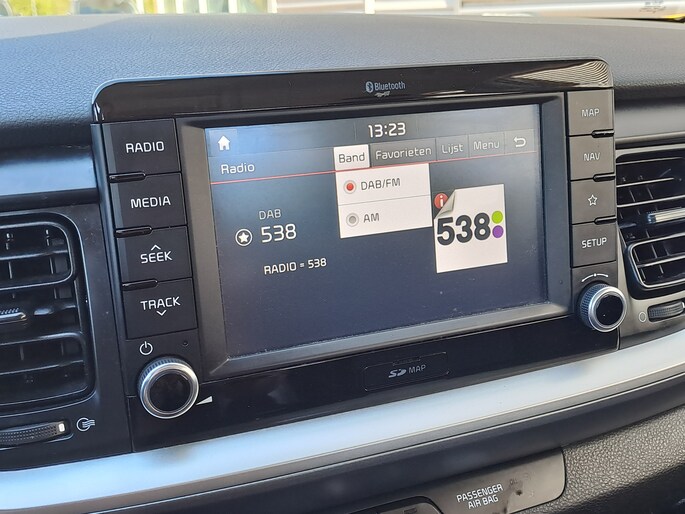 Bluetooth
13:23
Radio
Band
Favorieten
Lijst
Menu
DAB/FM
AM
DAB
538
RADIO = 538
538
RADIO
MEDIA
SEEK
TRACK
MAP
NAV
SETUP
SD MAP
PASSENGER
AIR BAG